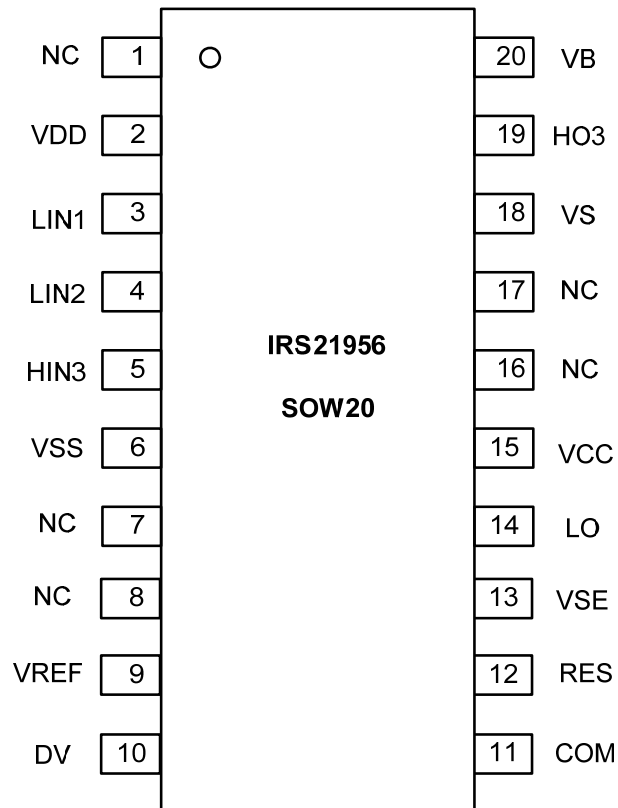 NC 1 20 VB
VDD 2 19 HO3
LIN1 3 18 VS
LIN2 4 17 NC
IRS21956
HIN3 5 16 NC
SOW20
VSS 6 15 VCC
NC 7 14 LO
NC 8 13 VSE
VREF 9 12 RES
DV 10 11 COM